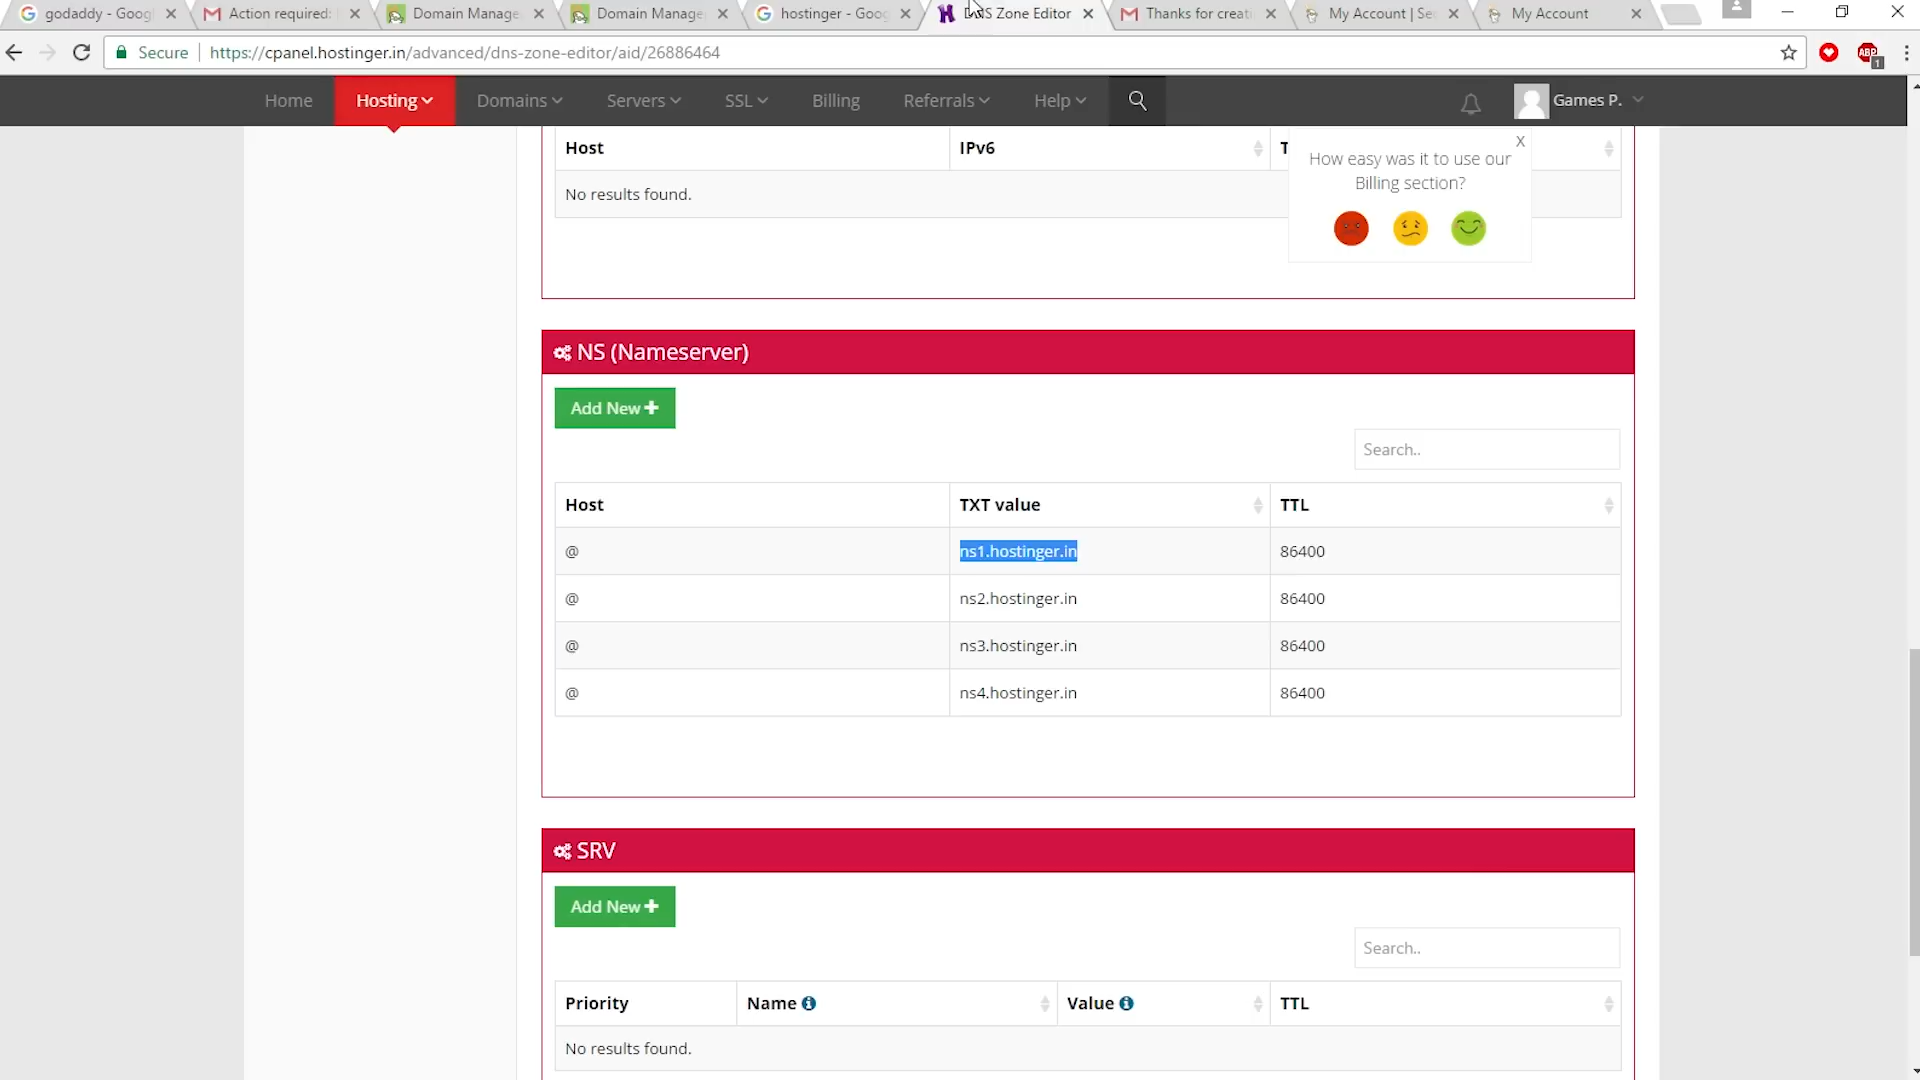 godaddy - Goog
Action required:
Domain Manage
Domain Manage
hostinger - Goog
DNS Zone Editor
Thanks for creat
My Account | Sec
My Account
Secure
https://cpanel.hostinger.in/advanced/dns-zone-editor/aid/26886464
ABP
1
Home
Hosting
Domains
Servers
SSL
Billing
Referrals
Help
Games P.
Host
IPv6
T
No results found.
X
How easy was it to use our
Billing section?
NS (Nameserver)
Add New
Search..
Host
TXT value
TTL
@
ns1.hostinger.in
86400
@
ns2.hostinger.in
86400
@
ns3.hostinger.in
86400
@
ns4.hostinger.in
86400
SRV
Add New
Search..
Priority
Name
Value
TTL
No results found.